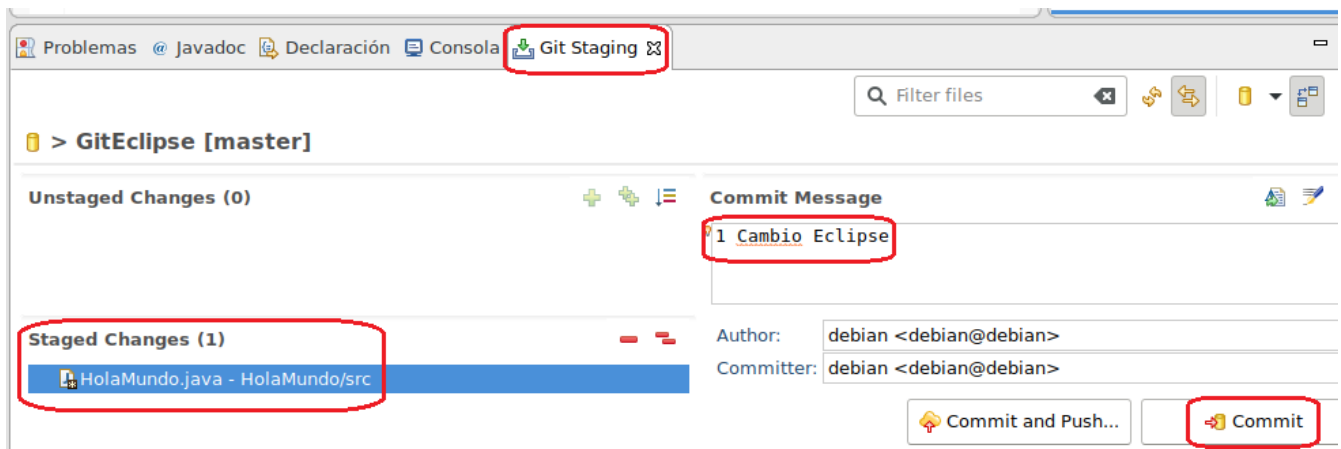 Problemas @ Javadoc Declaración Consola Git Staging
Filter files
> GitEclipse [master]
Unstaged Changes (0)
Commit Message
1 Cambio Eclipse
Staged Changes (1)
HolaMundo.java - HolaMundo/src
Author: debian <debian@debian>
Committer: debian <debian@debian>
Commit and Push... Commit